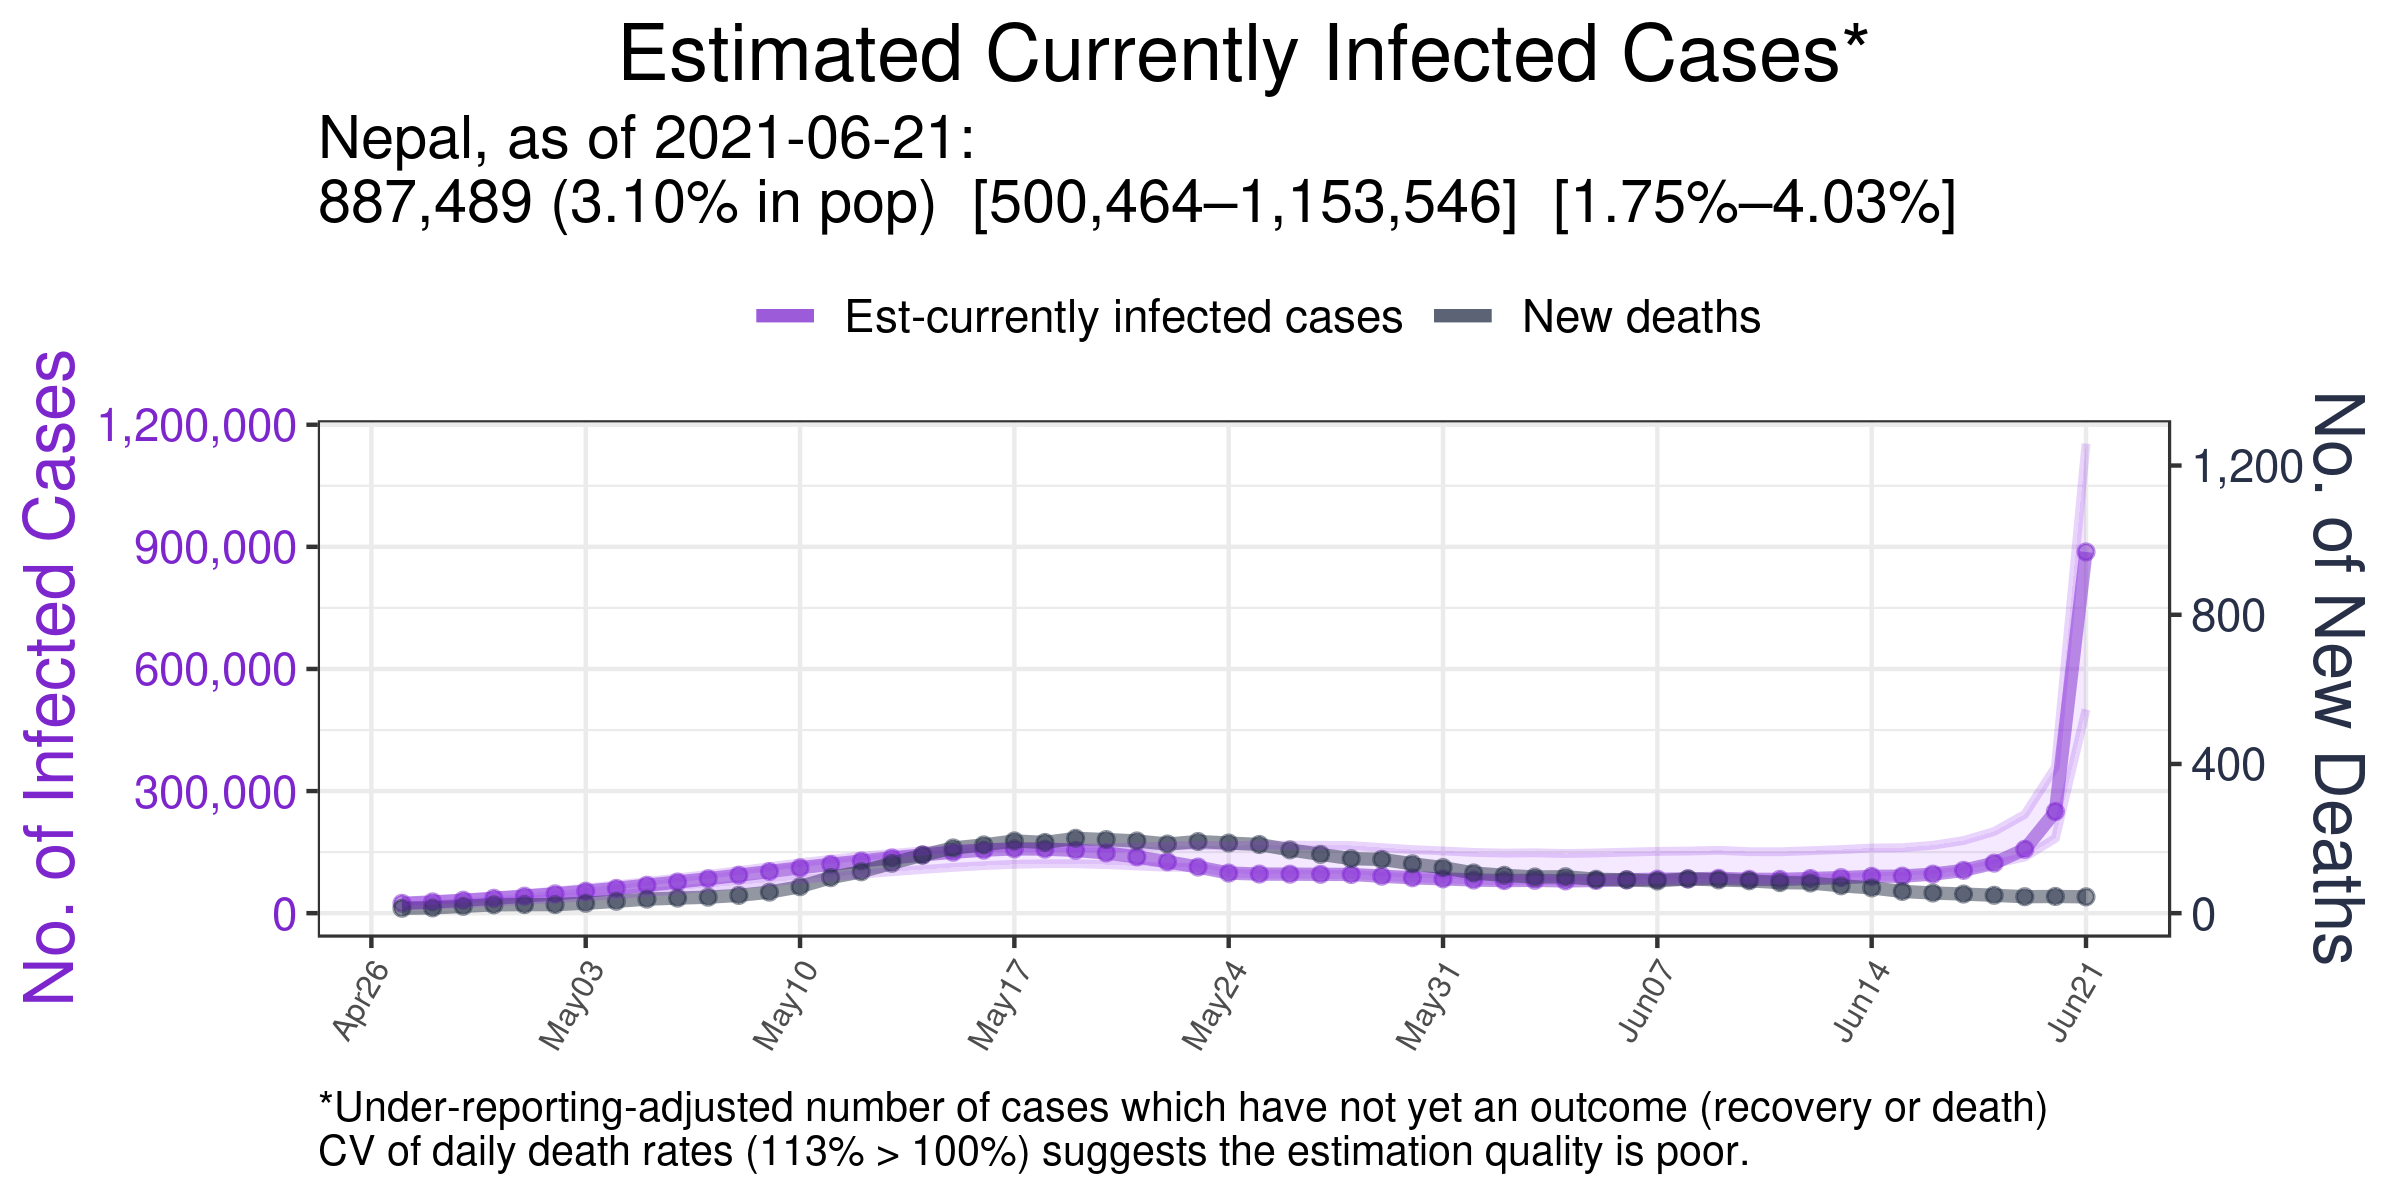 Estimated Currently Infected Cases*
Nepal, as of 2021-06-21:
887,489 (3.10% in pop)  [500,464–1,153,546]  [1.75%–4.03%]
Est-currently infected cases
New deaths
No. of Infected Cases
1,200,000
900,000
600,000
300,000
0
No. of New Deaths
1,200
800
400
0
Apr26
May03
May10
May17
May24
May31
Jun07
Jun14
Jun21
*Under-reporting-adjusted number of cases which have not yet an outcome (recovery or death)
CV of daily death rates (113% > 100%) suggests the estimation quality is poor.